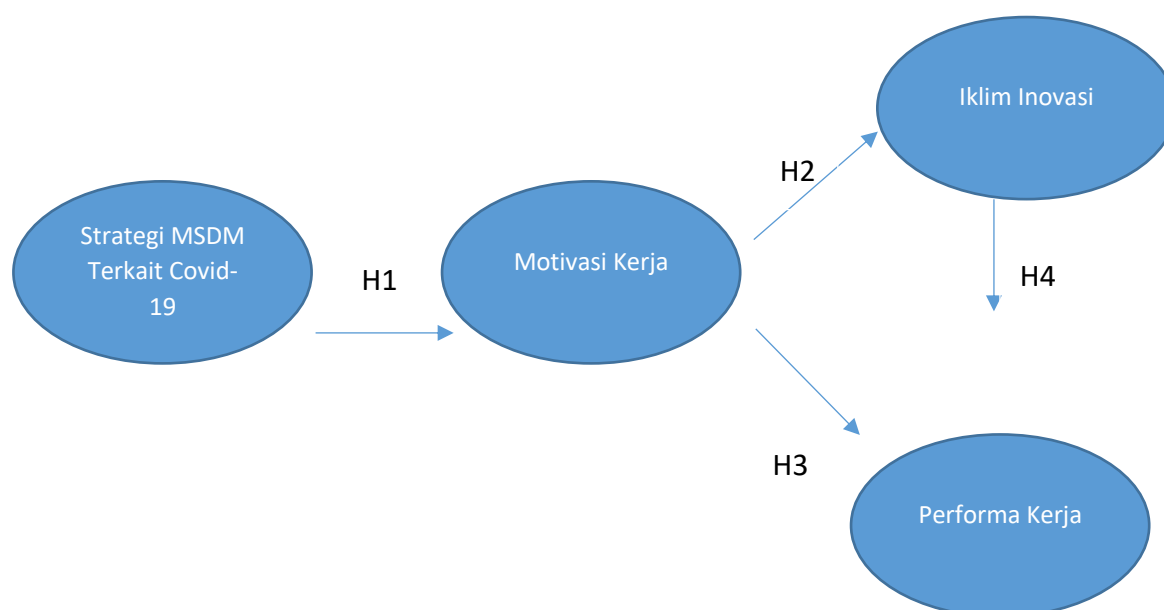 Iklim Inovasi
H2
Strategi MSDM
Terkait Covid-
19
H1
Motivasi Kerja
H4
H3
Performa Kerja